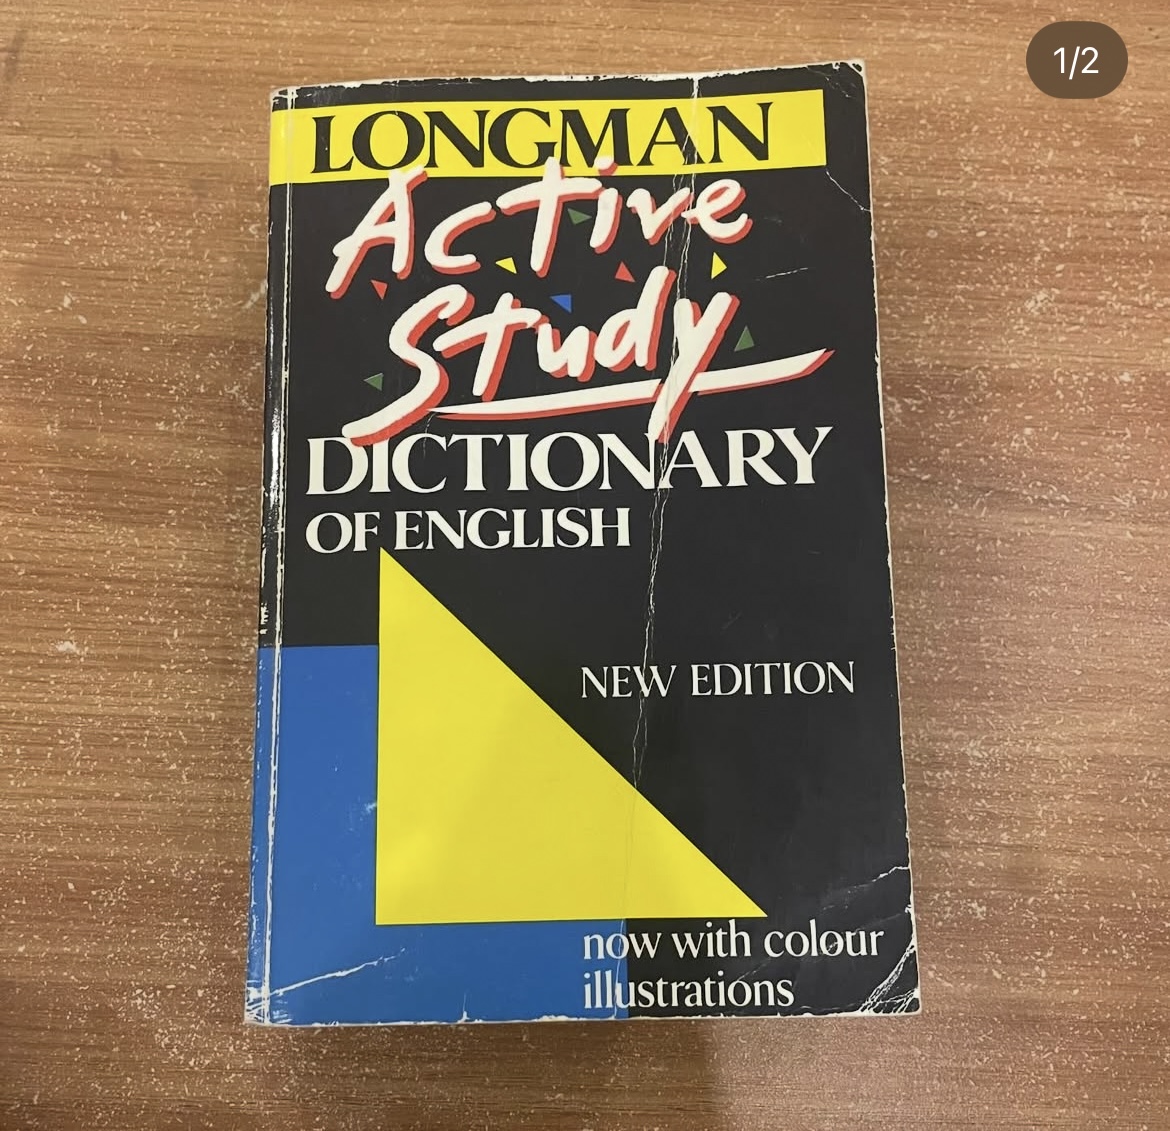 1/2
LONGMAN
Active
Study
DICTIONARY
OF ENGLISH
NEW EDITION
now with colour
illustrations